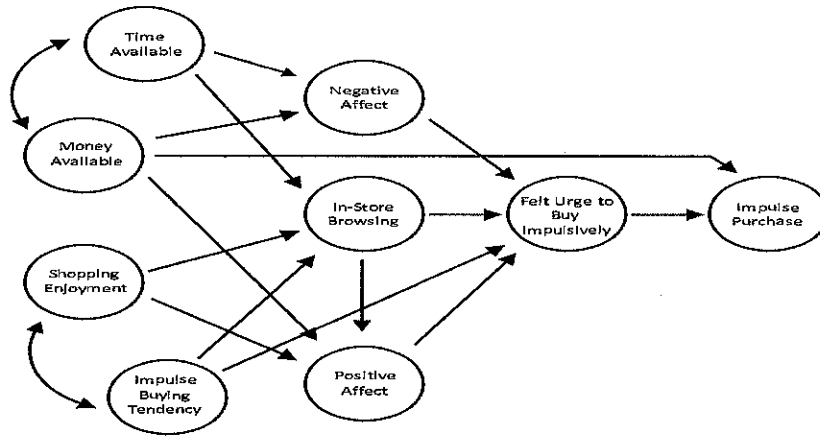 Time
Available
Negative
Affect
Money
Available
In-Store
Browsing
Felt Urge to
Buy
Impulsively
Impulse
Purchase
Shopping
Enjoyment
Impulse
Buying
Tendency
Positive
Affect